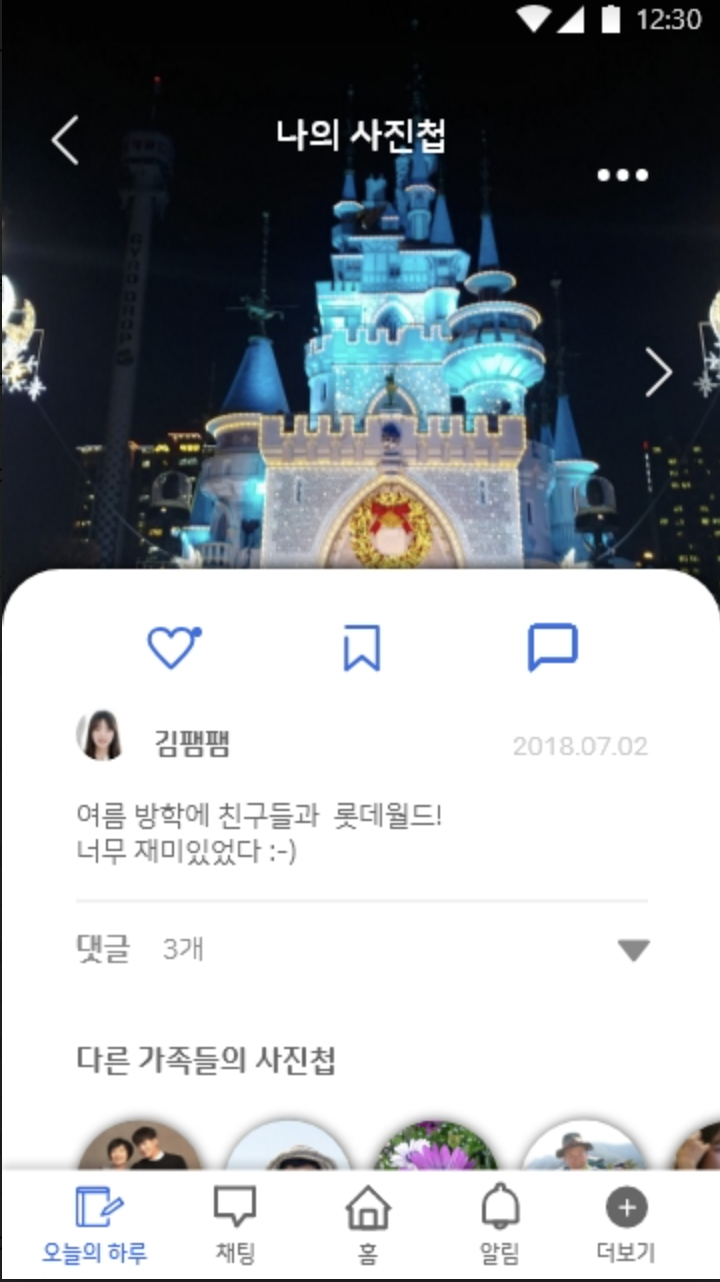 12:30
나의 사진첩
GYRO DROP
김팸팸
2018.07.02
여름 방학에 친구들과 롯데월드!
너무 재미있었다 :-)
댓글 3개
다른 가족들의 사진첩
오늘의 하루
채팅
홈
알림
더보기